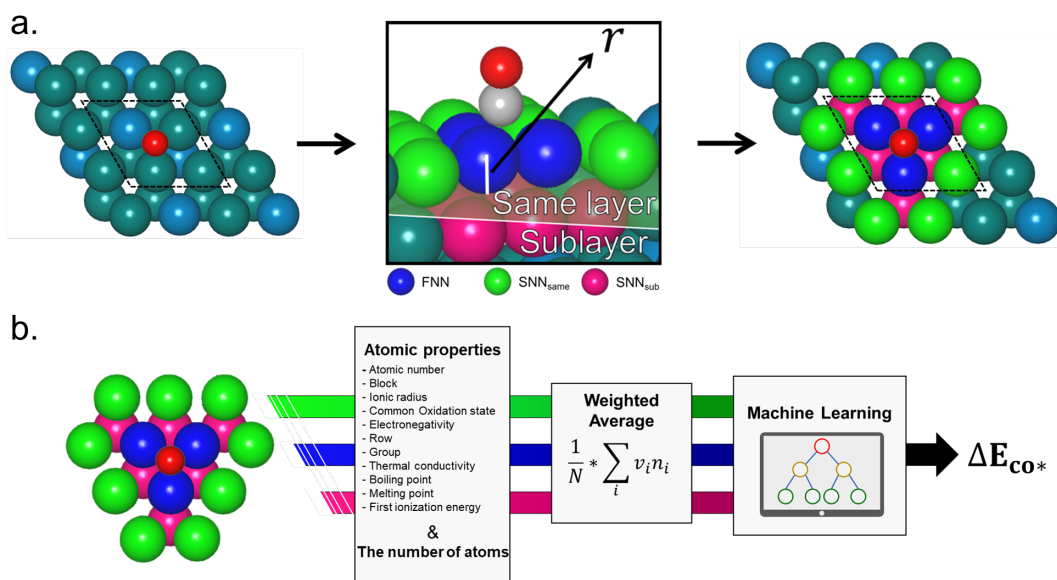 a.
r
Same layer
Sublayer
FNN
SNNsame
SNNsub
b.
Atomic properties
- Atomic number
- Block
- Ionic radius
- Common Oxidation state
- Electronegativity
- Row
- Group
- Thermal conductivity
- Boiling point
- Melting point
- First ionization energy
&
The number of atoms
Weighted
Average
1/N * ∑i vini
Machine Learning
ΔEco*